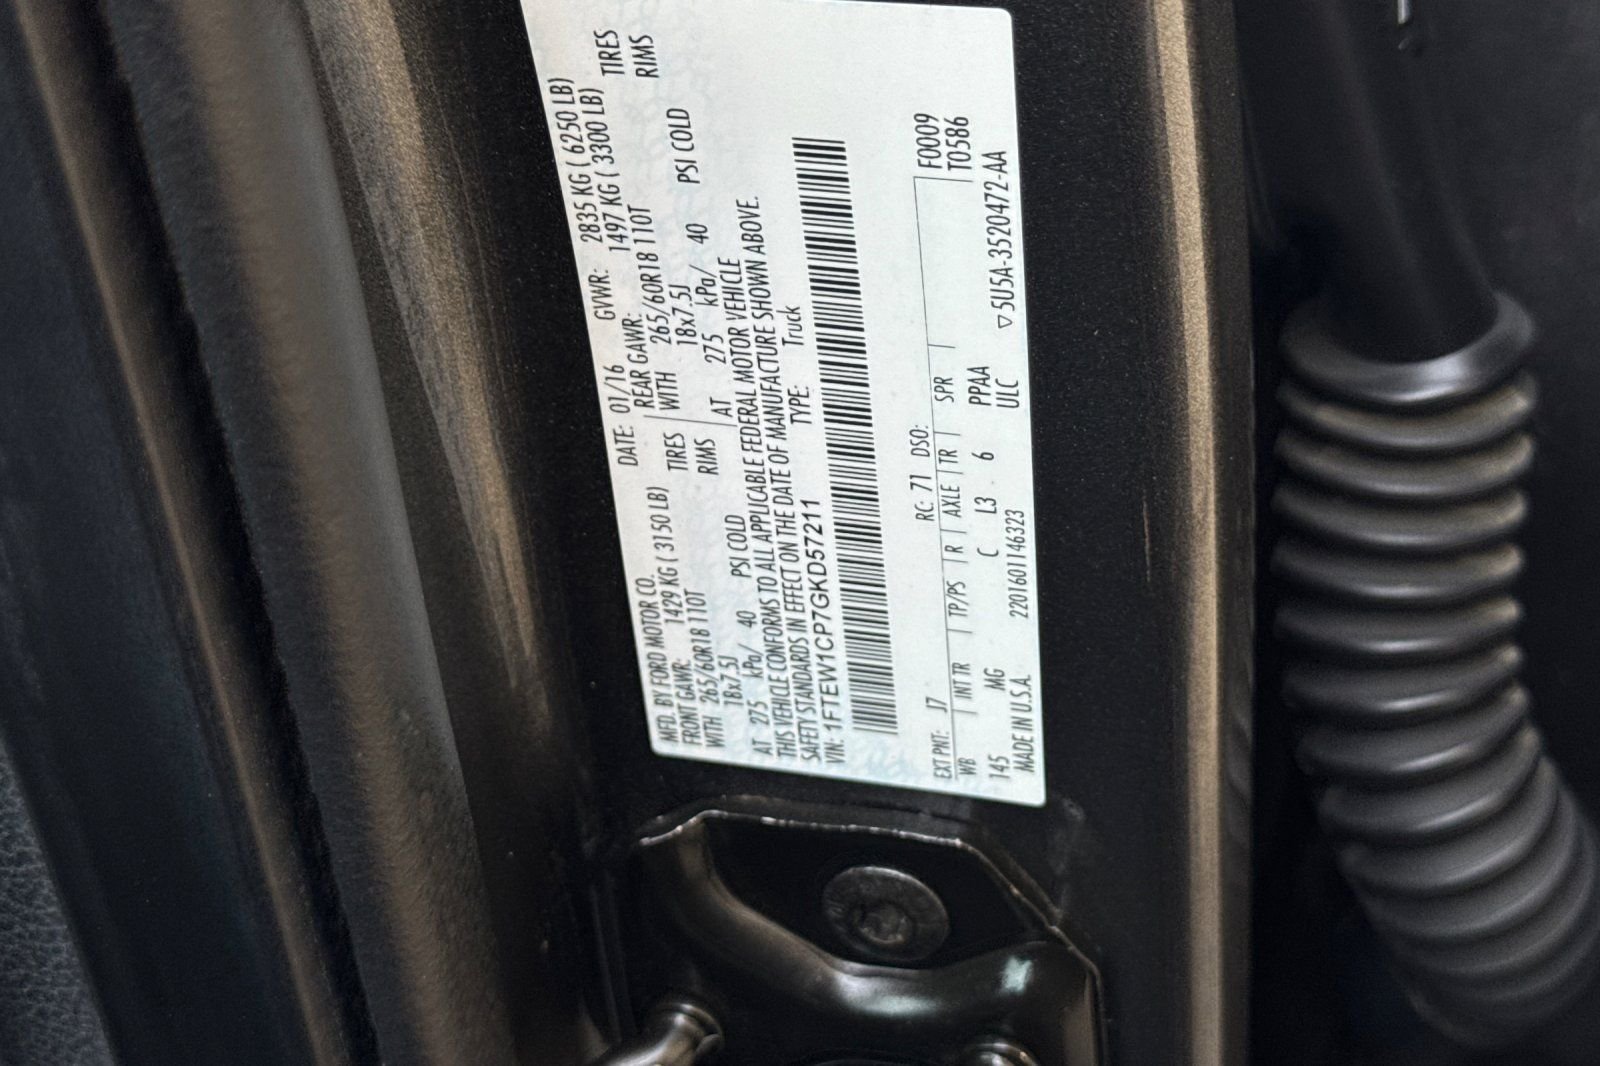 MFD. BY FORD MOTOR CO. DATE: 01/16 GVWR: 2835 KG ( 6250 LB)
FRONT GAWR: 1429 KG ( 3150 LB) REAR GAWR: 1497 KG ( 3300 LB)
WITH 265/60R18 110T TIRES WITH 265/60R18 110T TIRES
18x7.5J RIMS 18x7.5J RIMS
AT 275 kPa/ 40 PSI COLD AT 275 kPa/ 40 PSI COLD
THIS VEHICLE CONFORMS TO ALL APPLICABLE FEDERAL MOTOR VEHICLE
SAFETY STANDARDS IN EFFECT ON THE DATE OF MANUFACTURE SHOWN ABOVE.
VIN: 1FTEW1CP7GKD57211 TYPE: Truck
F0009
EXT PNT: J7 RC: 71 DSO: T0586
WB INT TR TP/PS R AXLE TR SPR
145 MG C L3 6 PPAA
MADE IN U.S.A. 2201601146323 ULC ▽5U5A-3520472-AA